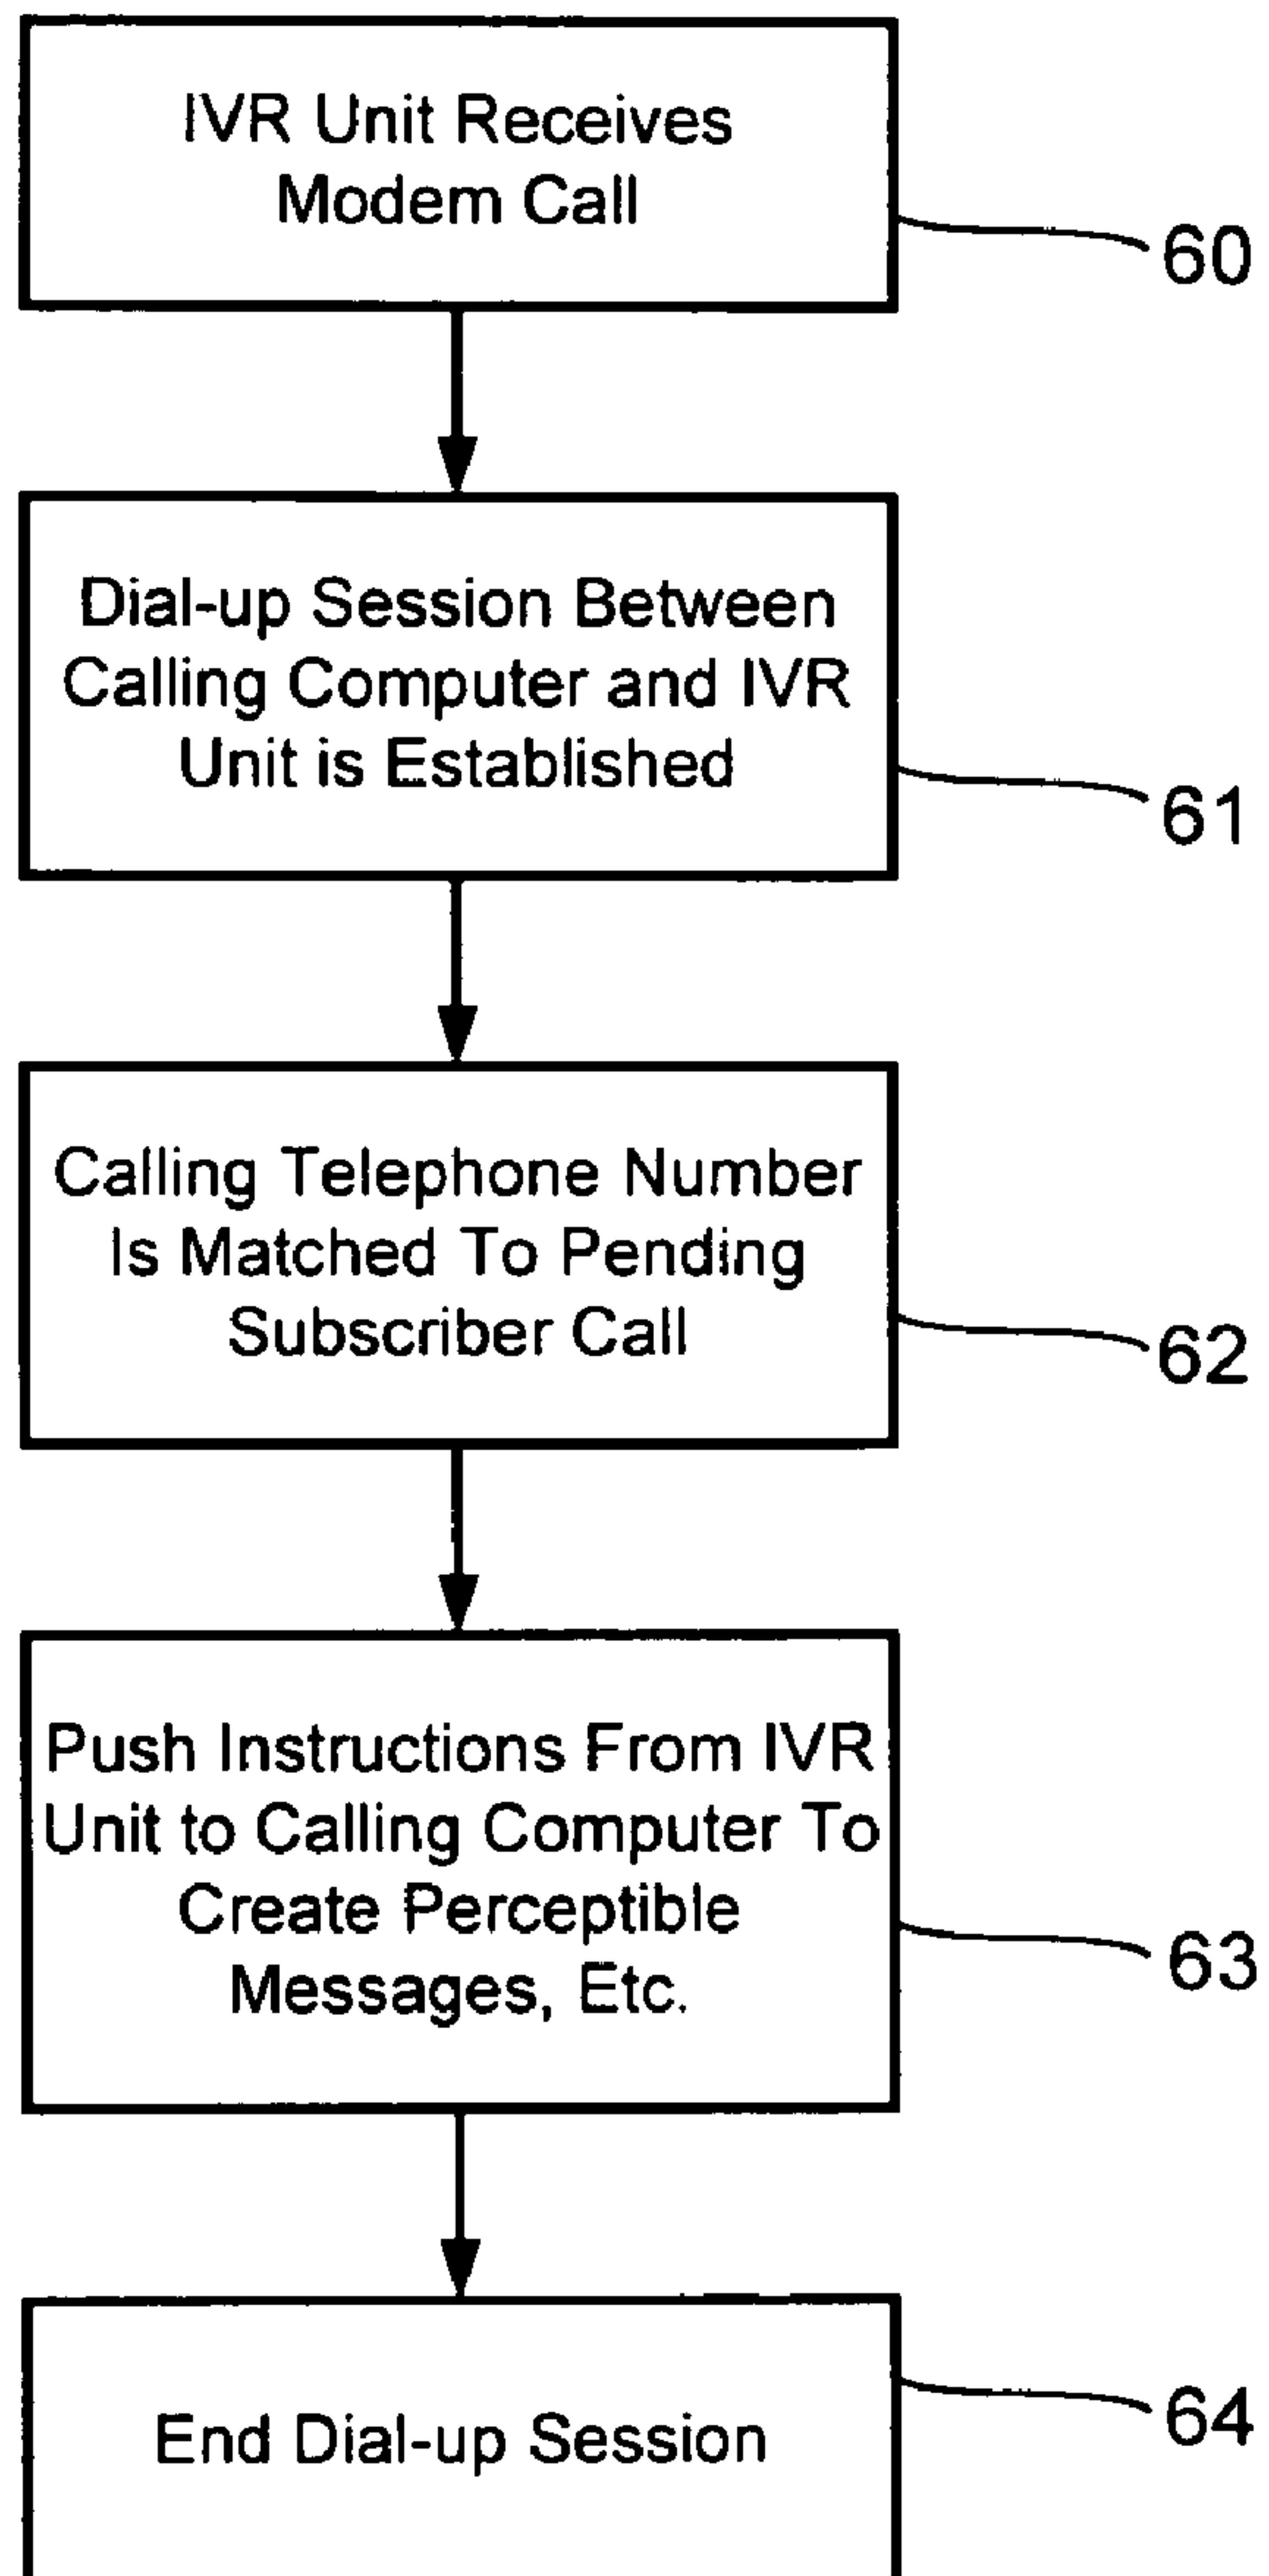 IVR Unit Receives
Modem Call
60
Dial-up Session Between
Calling Computer and IVR
Unit is Established
61
Calling Telephone Number
Is Matched To Pending
Subscriber Call
62
Push Instructions From IVR
Unit to Calling Computer To
Create Perceptible
Messages, Etc.
63
End Dial-up Session
64